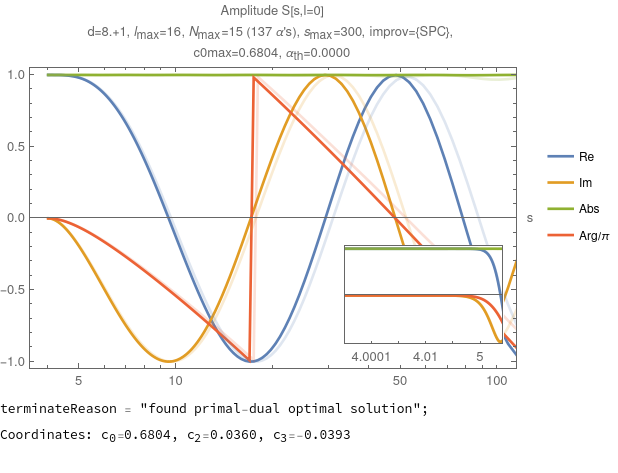 Amplitude S[s,l=0]
d=8.+1, lmax=16, Nmax=15 (137 α's), smax=300, improv={SPC},
c0max=0.6804, αth=0.0000
1.0
0.5
0.0
−0.5
−1.0
s
5 10 50 100
4.0001 4.01 5
Re
Im
Abs
Arg/π
terminateReason = "found primal-dual optimal solution";
Coordinates: c0=0.6804, c2=0.0360, c3=-0.0393